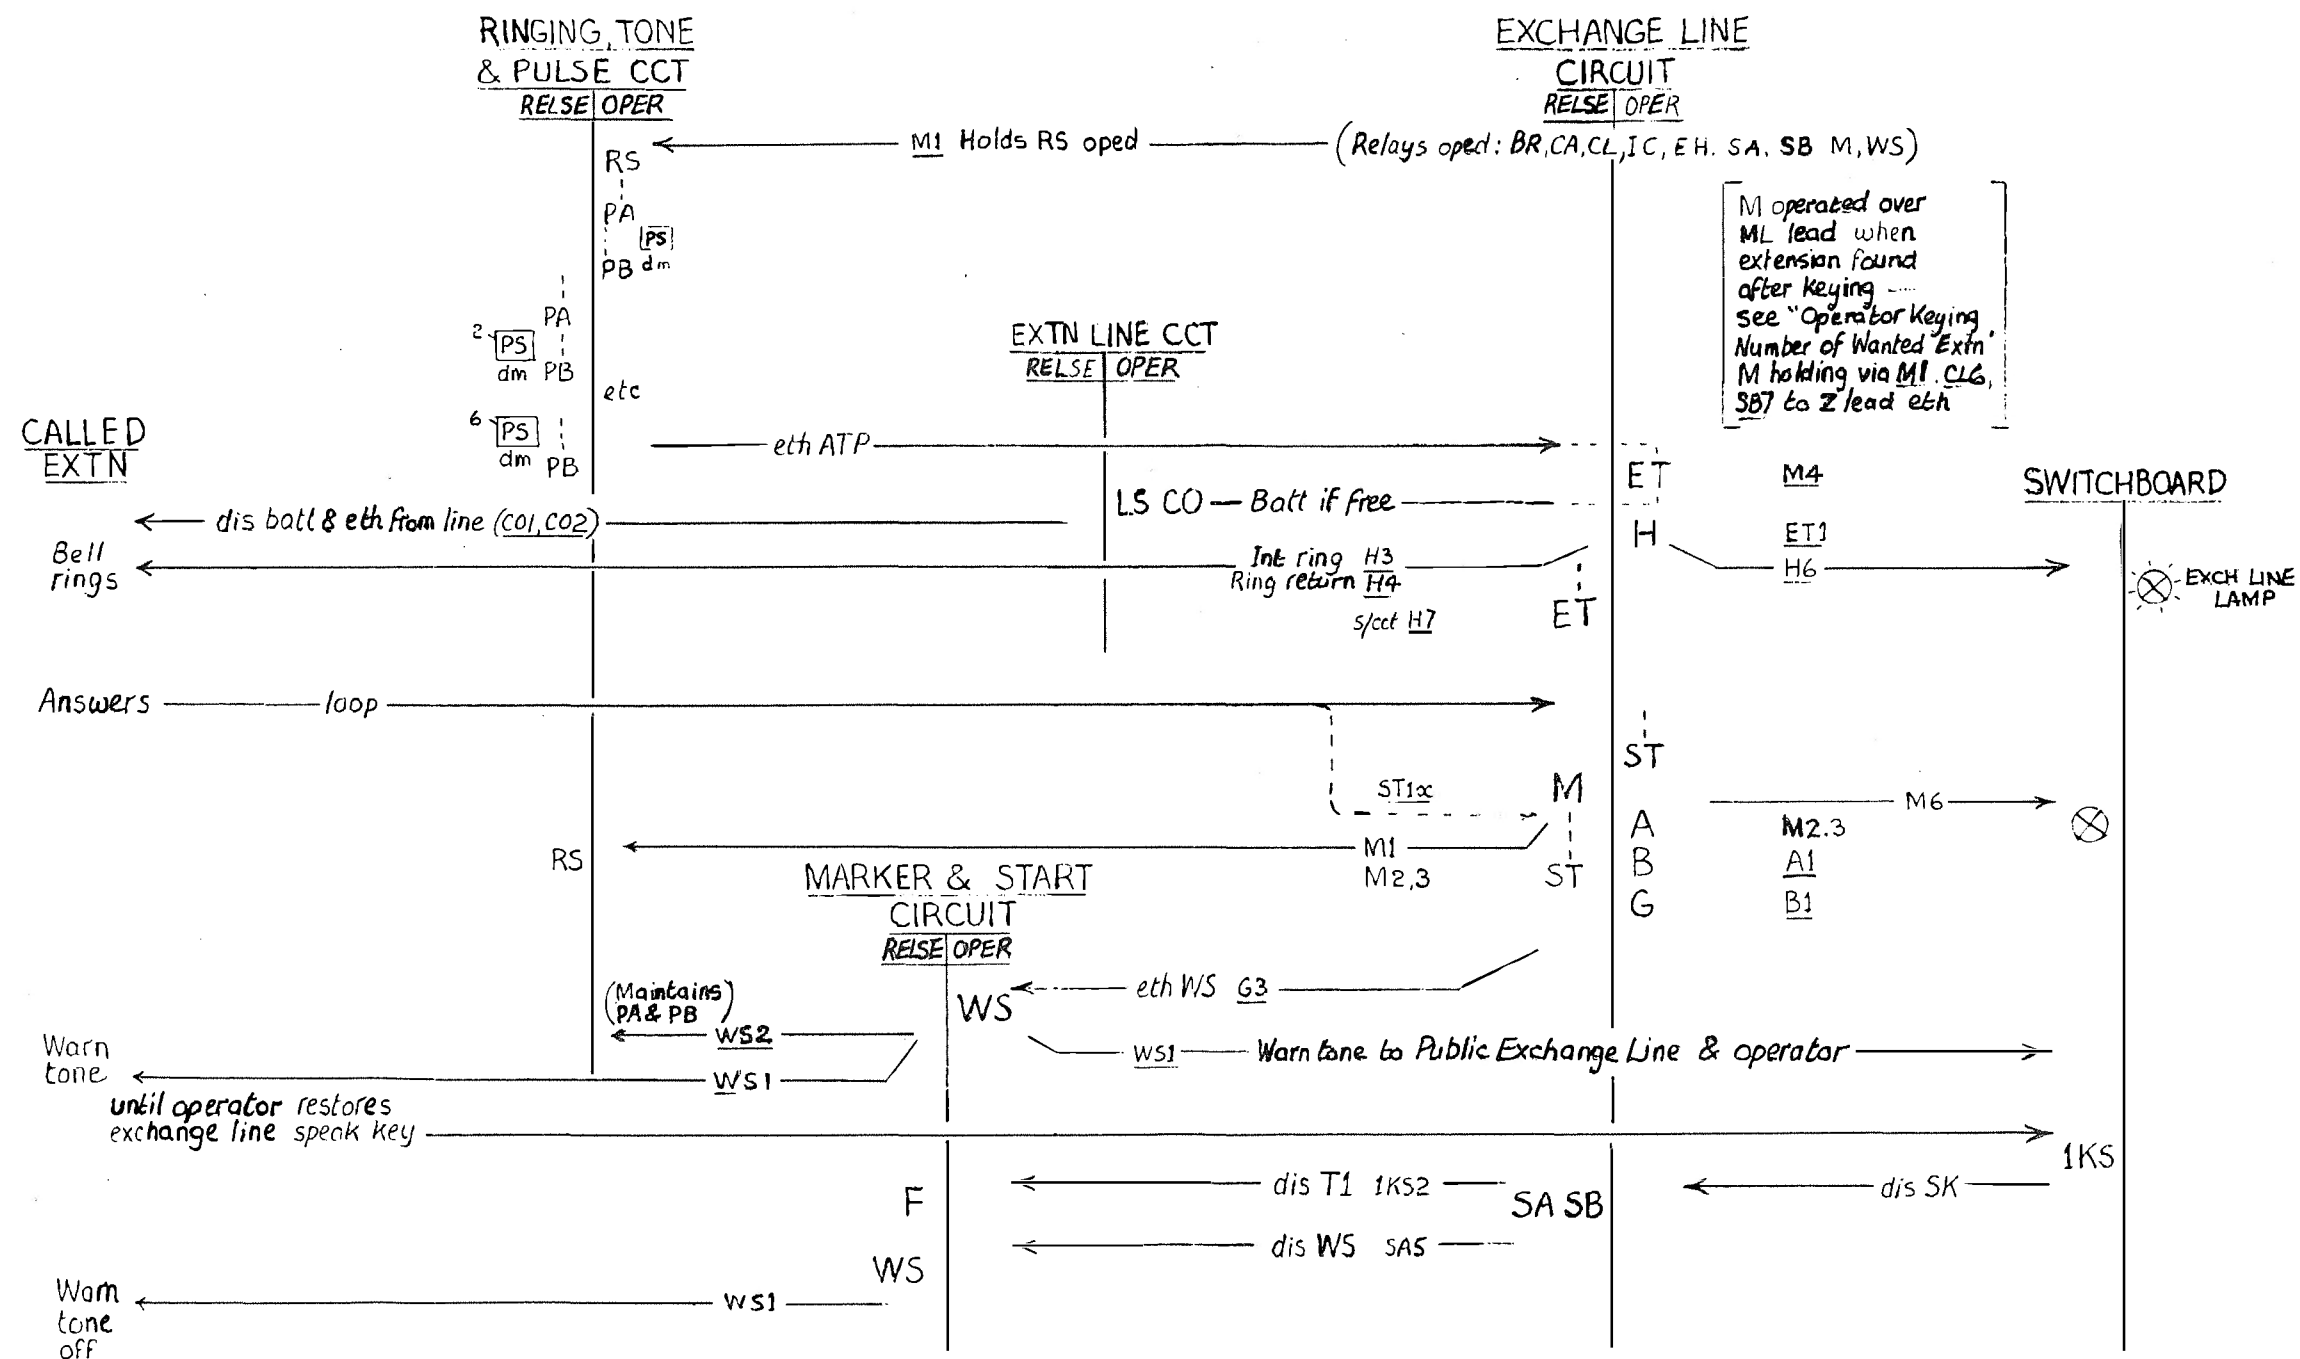 RINGING, TONE
& PULSE CCT
RELSE OPER
EXCHANGE LINE
CIRCUIT
RELSE OPER
M1 Holds RS oped
(Relays oped: BR, CA, CL, IC, EH. SA. SB M, WS)
RS
PA
PS
dm
PB
PA
2 PS
dm
PB
etc
6 PS
dm
PB
M operated over
ML lead when
extension found
after keying
see "Operator Keying
Number of Wanted Extn"
M holding via M1. CL6,
SB7 to Z lead eth
EXTN LINE CCT
RELSE OPER
CALLED
EXTN
eth ATP
ET M4
SWITCHBOARD
LS CO — Batt if free
dis batt & eth from line (CO1, CO2)
H ET1
Bell
rings
Int ring H3
Ring return H4
s/cct H7
ET
H6
EXCH LINE
LAMP
Answers
loop
ST
ST1x
M
M6
A M2.3
RS
M1
M2,3
ST
B A1
G B1
MARKER & START
CIRCUIT
RELSE OPER
eth WS G3
WS
(Maintains)
PA & PB
WS2
Warn
tone
WS1
WS1 Warn tone to Public Exchange Line & operator
until operator restores
exchange line speak key
1KS
F
dis T1 1KS2
SA SB
dis SK
dis WS SA5
WS
Warn
tone
off
WS1